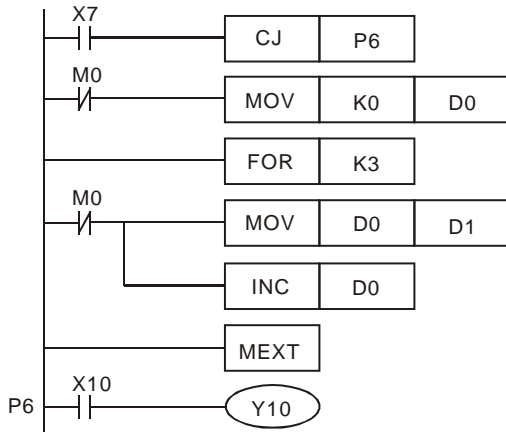 X7
CJ P6
M0
MOV K0 D0
FOR K3
M0
MOV D0 D1
INC D0
MEXT
X10
P6 Y10